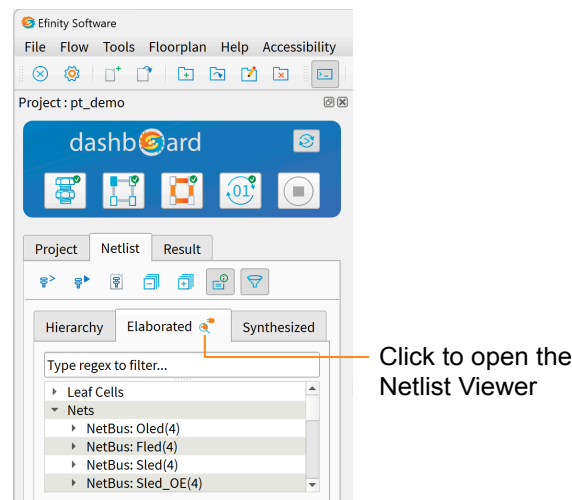 Efinity Software
File Flow Tools Floorplan Help Accessibility
Project : pt_demo
dashboard
01
Project Netlist Result
Hierarchy Elaborated Synthesized
Type regex to filter...
Click to open the
Netlist Viewer
Leaf Cells
Nets
NetBus: Oled(4)
NetBus: Fled(4)
NetBus: Sled(4)
NetBus: Sled_OE(4)